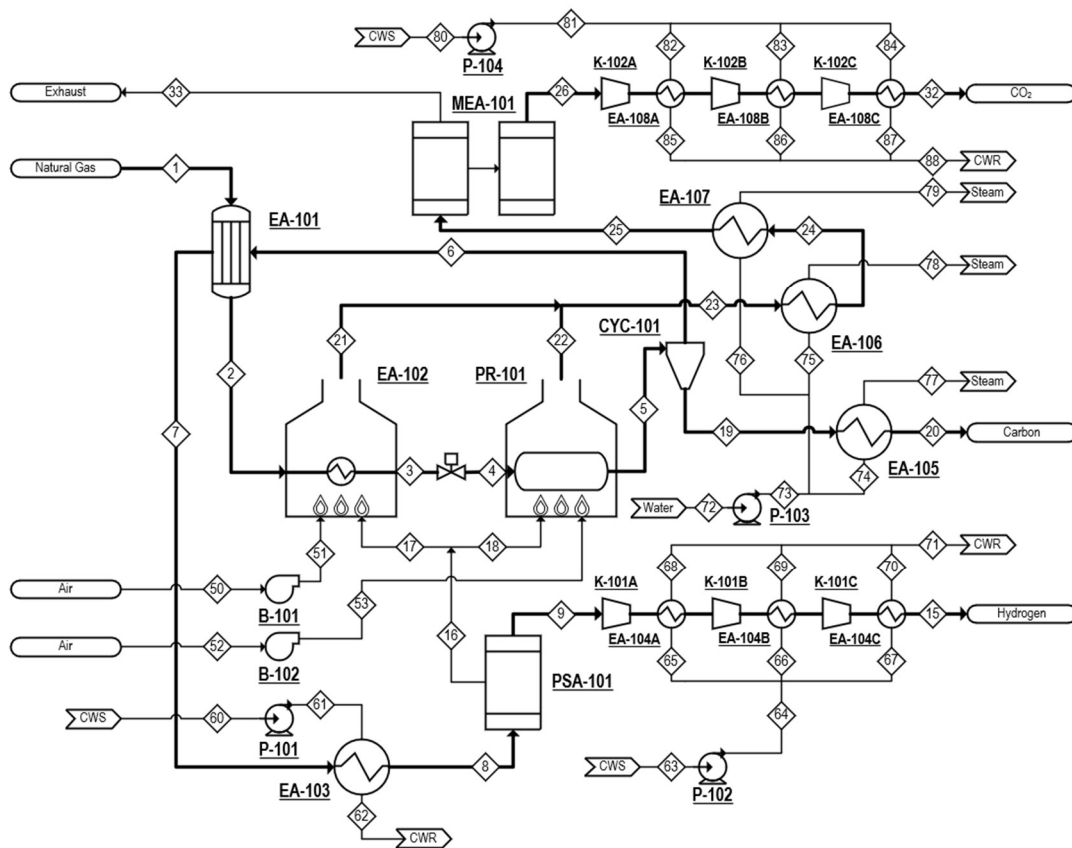 CWS
80
81
P-104
82
83
84
K-102A
K-102B
K-102C
Exhaust
33
MEA-101
26
32
CO₂
EA-108A
EA-108B
EA-108C
85
86
87
88
CWR
Natural Gas
1
EA-107
79
Steam
EA-101
6
25
24
78
Steam
23
CYC-101
EA-106
21
22
76
75
2
EA-102
PR-101
5
77
Steam
7
19
20
Carbon
3
4
EA-105
74
Water
72
73
P-103
17
18
51
53
71
CWR
68
69
70
Air
50
B-101
K-101A
K-101B
K-101C
9
15
Hydrogen
Air
52
B-102
16
EA-104A
EA-104B
EA-104C
65
66
67
PSA-101
CWS
60
61
P-101
64
8
CWS
63
P-102
EA-103
62
CWR